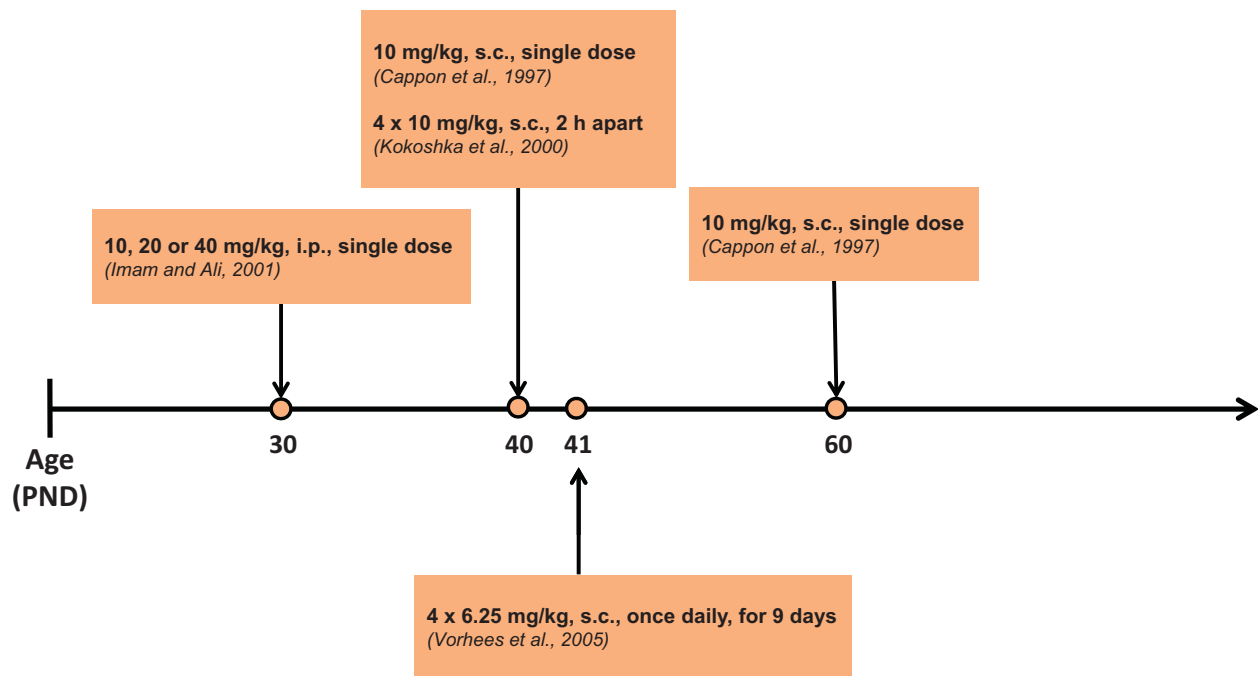 10 mg/kg, s.c., single dose
(Cappon et al., 1997)
4 x 10 mg/kg, s.c., 2 h apart
(Kokoshka et al., 2000)
10 mg/kg, s.c., single dose
(Cappon et al., 1997)
10, 20 or 40 mg/kg, i.p., single dose
(Imam and Ali, 2001)
30
40
41
60
Age
(PND)
4 x 6.25 mg/kg, s.c., once daily, for 9 days
(Vorhees et al., 2005)